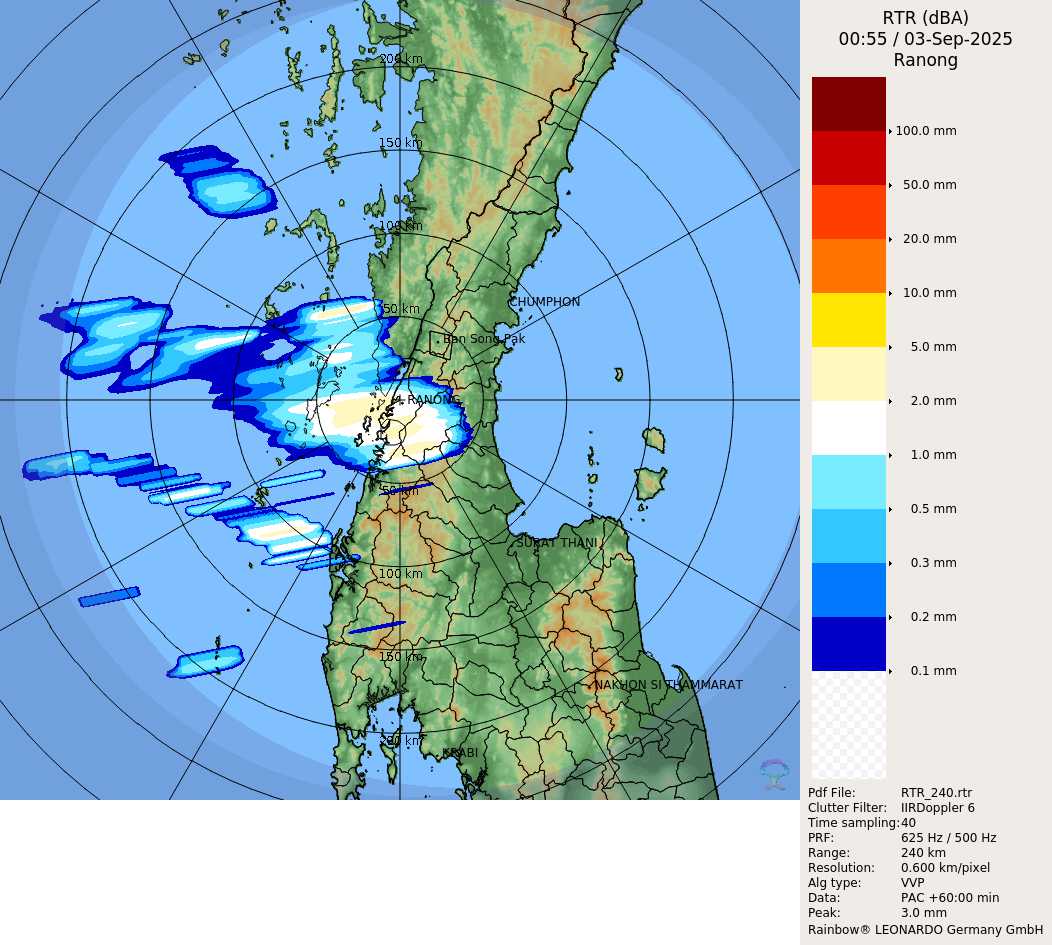 RTR (dBA)
00:55 / 03-Sep-2025
Ranong
200 km
150 km
100 km
50 km
CHUMPHON
Ban Song Pak
RANONG
50 km
SURAT THANI
100 km
150 km
NAKHON SI THAMMARAT
200 km
KRABI
100.0 mm
50.0 mm
20.0 mm
10.0 mm
5.0 mm
2.0 mm
1.0 mm
0.5 mm
0.3 mm
0.2 mm
0.1 mm
Pdf File: RTR_240.rtr
Clutter Filter: IIRDoppler 6
Time sampling:40
PRF: 625 Hz / 500 Hz
Range: 240 km
Resolution: 0.600 km/pixel
Alg type: VVP
Data: PAC +60:00 min
Peak: 3.0 mm
Rainbow® LEONARDO Germany GmbH